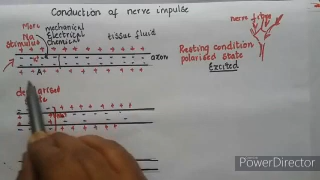 Conduction of nerve impulse
More
Na
stimulus
mechanical
Electrical
chemical
tissue fluid
nerve fibre
axon
A
Resting condition
polarised state
Excited
PowerDirector